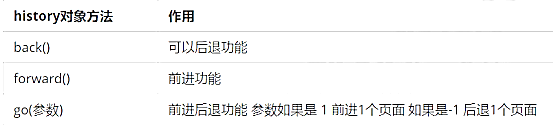 history对象方法 作用
back() 可以后退功能
forward() 前进功能
go(参数) 前进后退功能 参数如果是 1 前进1个页面 如果是-1 后退1个页面